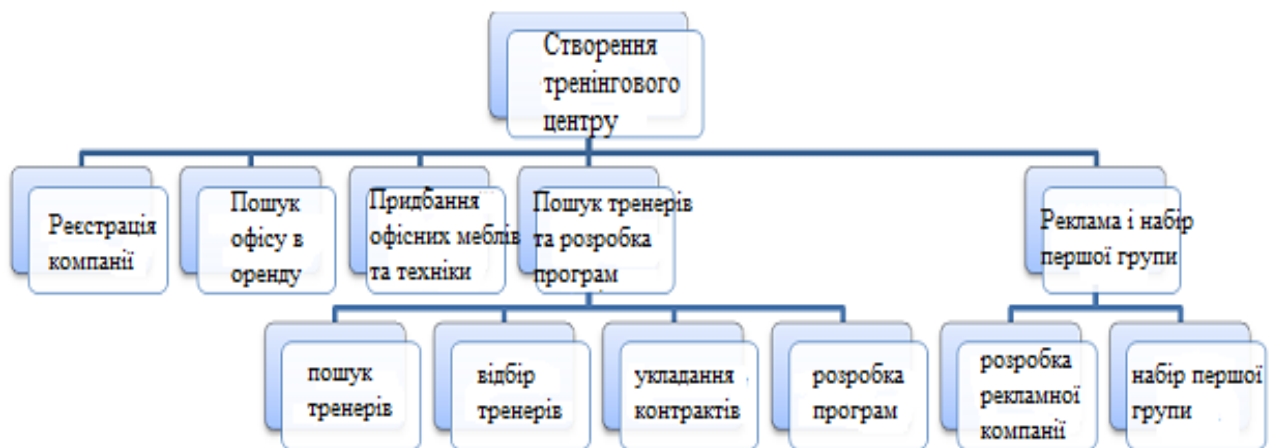 Створення
тренінгового
центру
Реєстрація
компанії
Пошук
офісу в
оренду
Придбання
офісних меблів
та техніки
Пошук тренерів
та розробка
програм
Реклама і набір
першої групи
пошук
тренерів
відбір
тренерів
укладання
контрактів
розробка
програм
розробка
рекламної
компанії
набір першої
групи